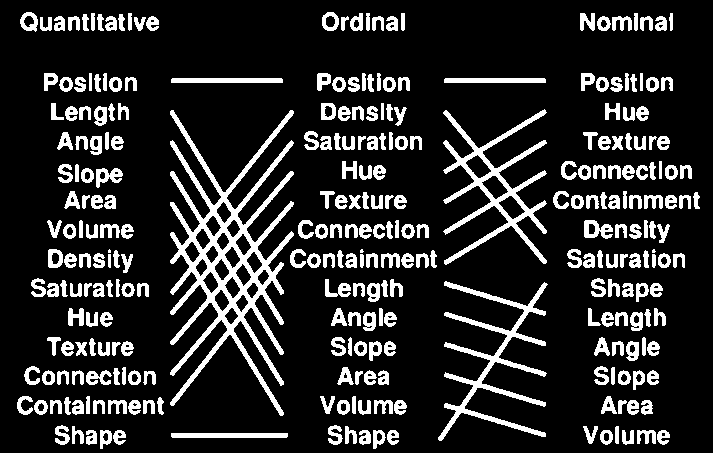 Quantitative Ordinal Nominal
Position Position Position
Length Density Hue
Angle Saturation Texture
Slope Hue Connection
Area Texture Containment
Volume Connection Density
Density Containment Saturation
Saturation Length Shape
Hue Angle Length
Texture Slope Angle
Connection Area Slope
Containment Volume Area
Shape Shape Volume